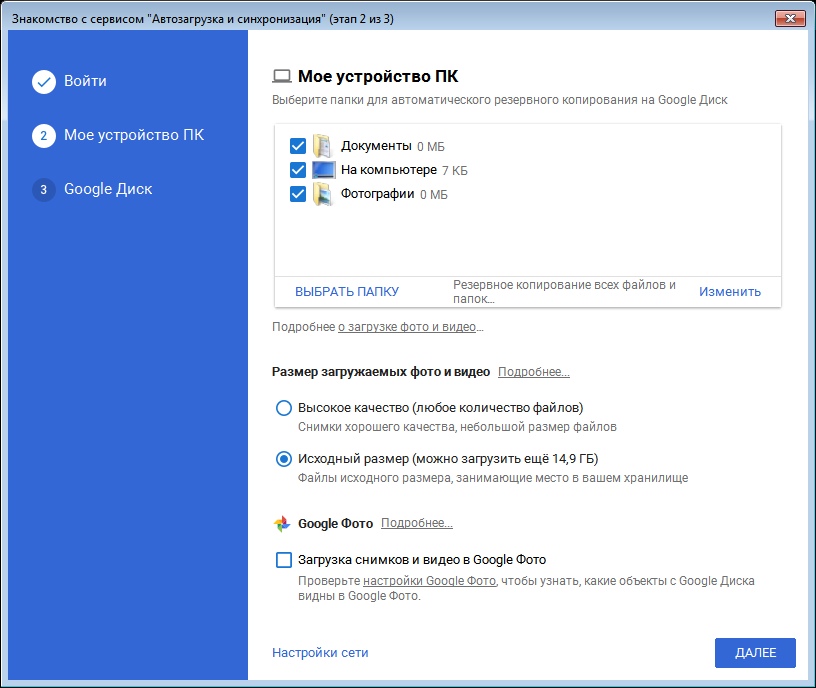 Знакомство с сервисом "Автозагрузка и синхронизация" (этап 2 из 3)
Войти
2 Мое устройство ПК
3 Google Диск
Мое устройство ПК
Выберите папки для автоматического резервного копирования на Google Диск
Документы 0 МБ
На компьютере 7 КБ
Фотографии 0 МБ
ВЫБРАТЬ ПАПКУ
Резервное копирование всех файлов и
папок...
Изменить
Подробнее о загрузке фото и видео...
Размер загружаемых фото и видео Подробнее...
Высокое качество (любое количество файлов)
Снимки хорошего качества, небольшой размер файлов
Исходный размер (можно загрузить ещё 14,9 ГБ)
Файлы исходного размера, занимающие место в вашем хранилище
Google Фото Подробнее...
Загрузка снимков и видео в Google Фото
Проверьте настройки Google Фото, чтобы узнать, какие объекты с Google Диска
видны в Google Фото.
Настройки сети
ДАЛЕЕ